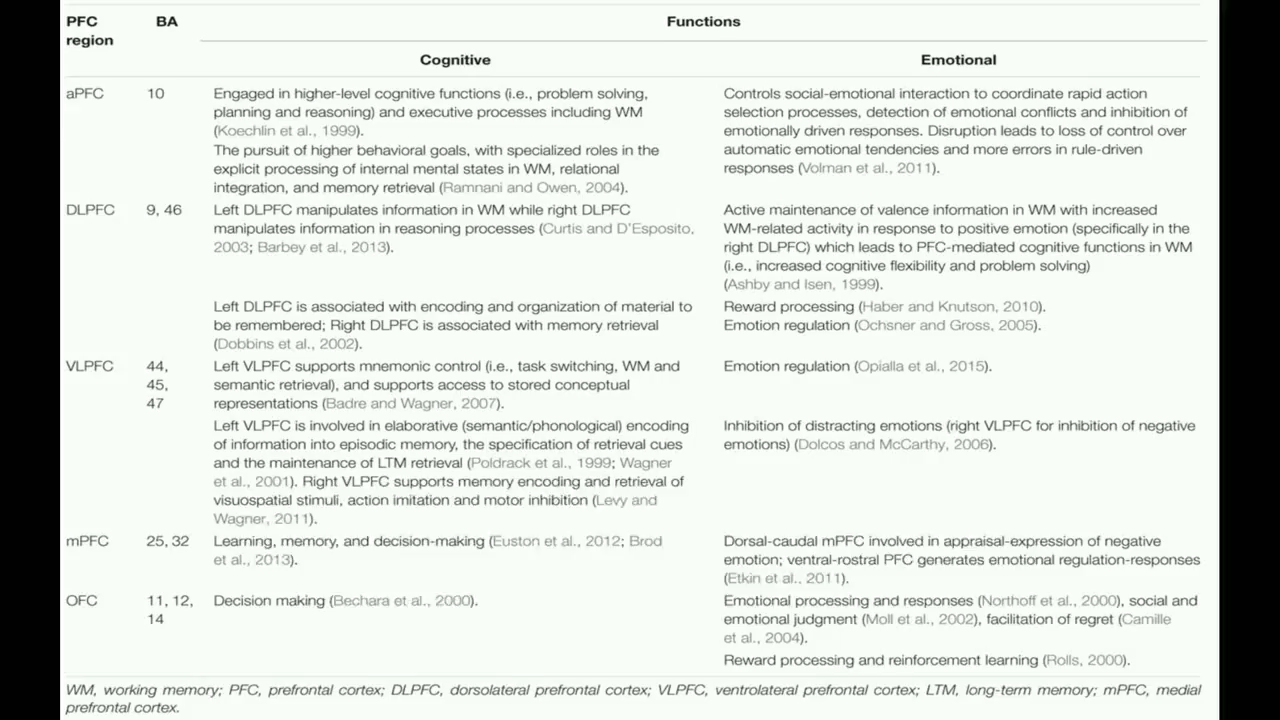 PFC region BA Functions
Cognitive Emotional
aPFC 10 Engaged in higher-level cognitive functions (i.e., problem solving,
planning and reasoning) and executive processes including WM
(Koechlin et al., 1999).
The pursuit of higher behavioral goals, with specialized roles in the
explicit processing of internal mental states in WM, relational
integration, and memory retrieval (Ramnani and Owen, 2004).
Controls social-emotional interaction to coordinate rapid action
selection processes, detection of emotional conflicts and inhibition of
emotionally driven responses. Disruption leads to loss of control over
automatic emotional tendencies and more errors in rule-driven
responses (Volman et al., 2011).
DLPFC 9, 46 Left DLPFC manipulates information in WM while right DLPFC
manipulates information in reasoning processes (Curtis and D'Esposito,
2003; Barbey et al., 2013).
Active maintenance of valence information in WM with increased
WM-related activity in response to positive emotion (specifically in the
right DLPFC) which leads to PFC-mediated cognitive functions in WM
(i.e., increased cognitive flexibility and problem solving)
(Ashby and Isen, 1999).
Left DLPFC is associated with encoding and organization of material to
be remembered; Right DLPFC is associated with memory retrieval
(Dobbins et al., 2002).
Reward processing (Haber and Knutson, 2010).
Emotion regulation (Ochsner and Gross, 2005).
VLPFC 44, 45, 47 Left VLPFC supports mnemonic control (i.e., task switching, WM and
semantic retrieval), and supports access to stored conceptual
representations (Badre and Wagner, 2007).
Emotion regulation (Opialla et al., 2015).
Left VLPFC is involved in elaborative (semantic/phonological) encoding
of information into episodic memory, the specification of retrieval cues
and the maintenance of LTM retrieval (Poldrack et al., 1999; Wagner
et al., 2001). Right VLPFC supports memory encoding and retrieval of
visuospatial stimuli, action imitation and motor inhibition (Levy and
Wagner, 2011).
Inhibition of distracting emotions (right VLPFC for inhibition of negative
emotions) (Dolcos and McCarthy, 2006).
mPFC 25, 32 Learning, memory, and decision-making (Euston et al., 2012; Brod
et al., 2013).
Dorsal-caudal mPFC involved in appraisal-expression of negative
emotion; ventral-rostral PFC generates emotional regulation-responses
(Etkin et al., 2011).
OFC 11, 12, 14 Decision making (Bechara et al., 2000).
Emotional processing and responses (Northoff et al., 2000), social and
emotional judgment (Moll et al., 2002), facilitation of regret (Camille
et al., 2004).
Reward processing and reinforcement learning (Rolls, 2000).
WM, working memory; PFC, prefrontal cortex; DLPFC, dorsolateral prefrontal cortex; VLPFC, ventrolateral prefrontal cortex; LTM, long-term memory; mPFC, medial
prefrontal cortex.